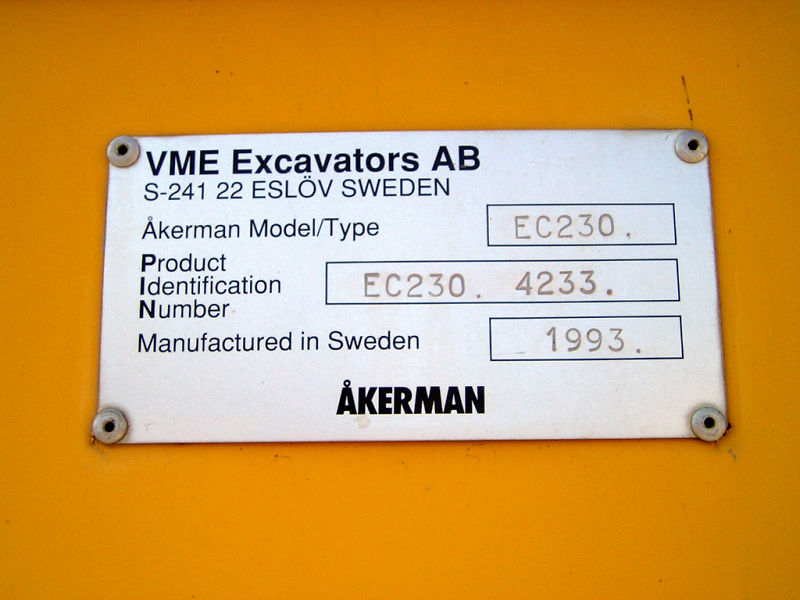 VME Excavators AB
S-241 22 ESLÖV SWEDEN
Åkerman Model/Type EC230.
Product
Identification EC230. 4233.
Number
Manufactured in Sweden 1993.
ÅKERMAN